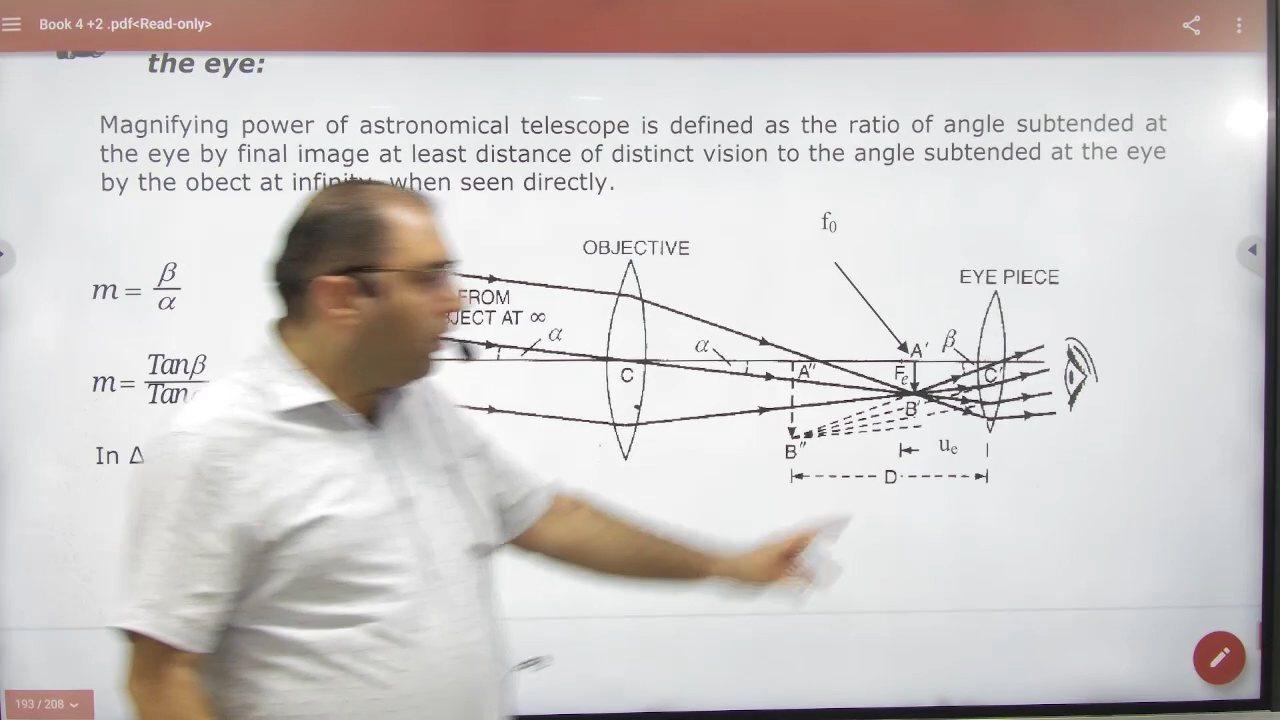 Book 4 +2 .pdf<Read-only>
the eye:
Magnifying power of astronomical telescope is defined as the ratio of angle subtended at
the eye by final image at least distance of distinct vision to the angle subtended at the eye
by the obect at infinity, when seen directly.
f₀
OBJECTIVE
EYE PIECE
m = β/α
FROM
JECT AT ∞
α
α
A′
β
m = Tanβ/Tan
C
A″
Fₑ
C′
B′
B″
uₑ
In Δ
D
193 / 208